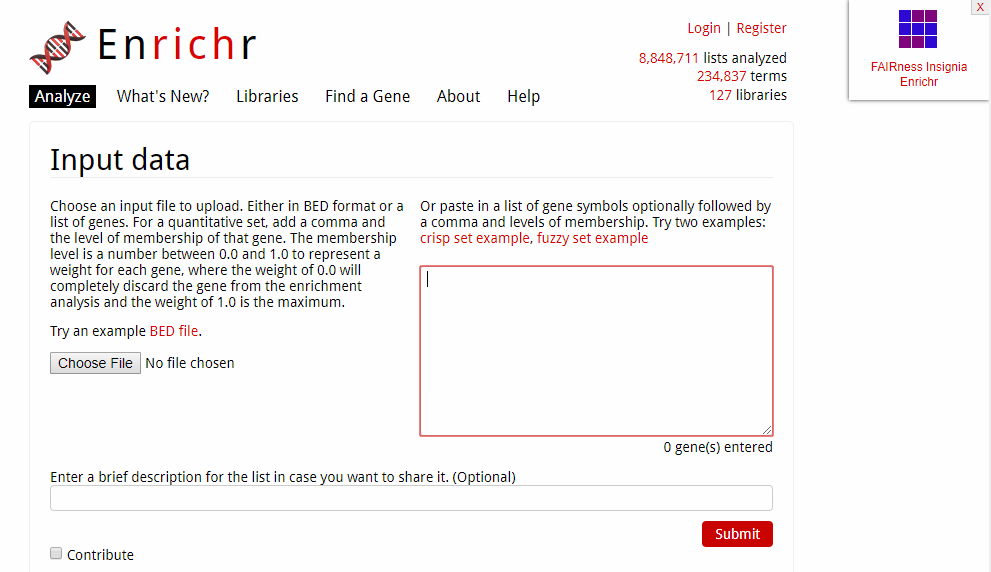 Enrichr
Login | Register
8,848,711 lists analyzed
234,837 terms
127 libraries
X
FAIRness Insignia
Enrichr
Analyze What's New? Libraries Find a Gene About Help
Input data
Choose an input file to upload. Either in BED format or a
list of genes. For a quantitative set, add a comma and
the level of membership of that gene. The membership
level is a number between 0.0 and 1.0 to represent a
weight for each gene, where the weight of 0.0 will
completely discard the gene from the enrichment
analysis and the weight of 1.0 is the maximum.
Try an example BED file.
Choose File No file chosen
Or paste in a list of gene symbols optionally followed by
a comma and levels of membership. Try two examples:
crisp set example, fuzzy set example
0 gene(s) entered
Enter a brief description for the list in case you want to share it. (Optional)
Submit
Contribute